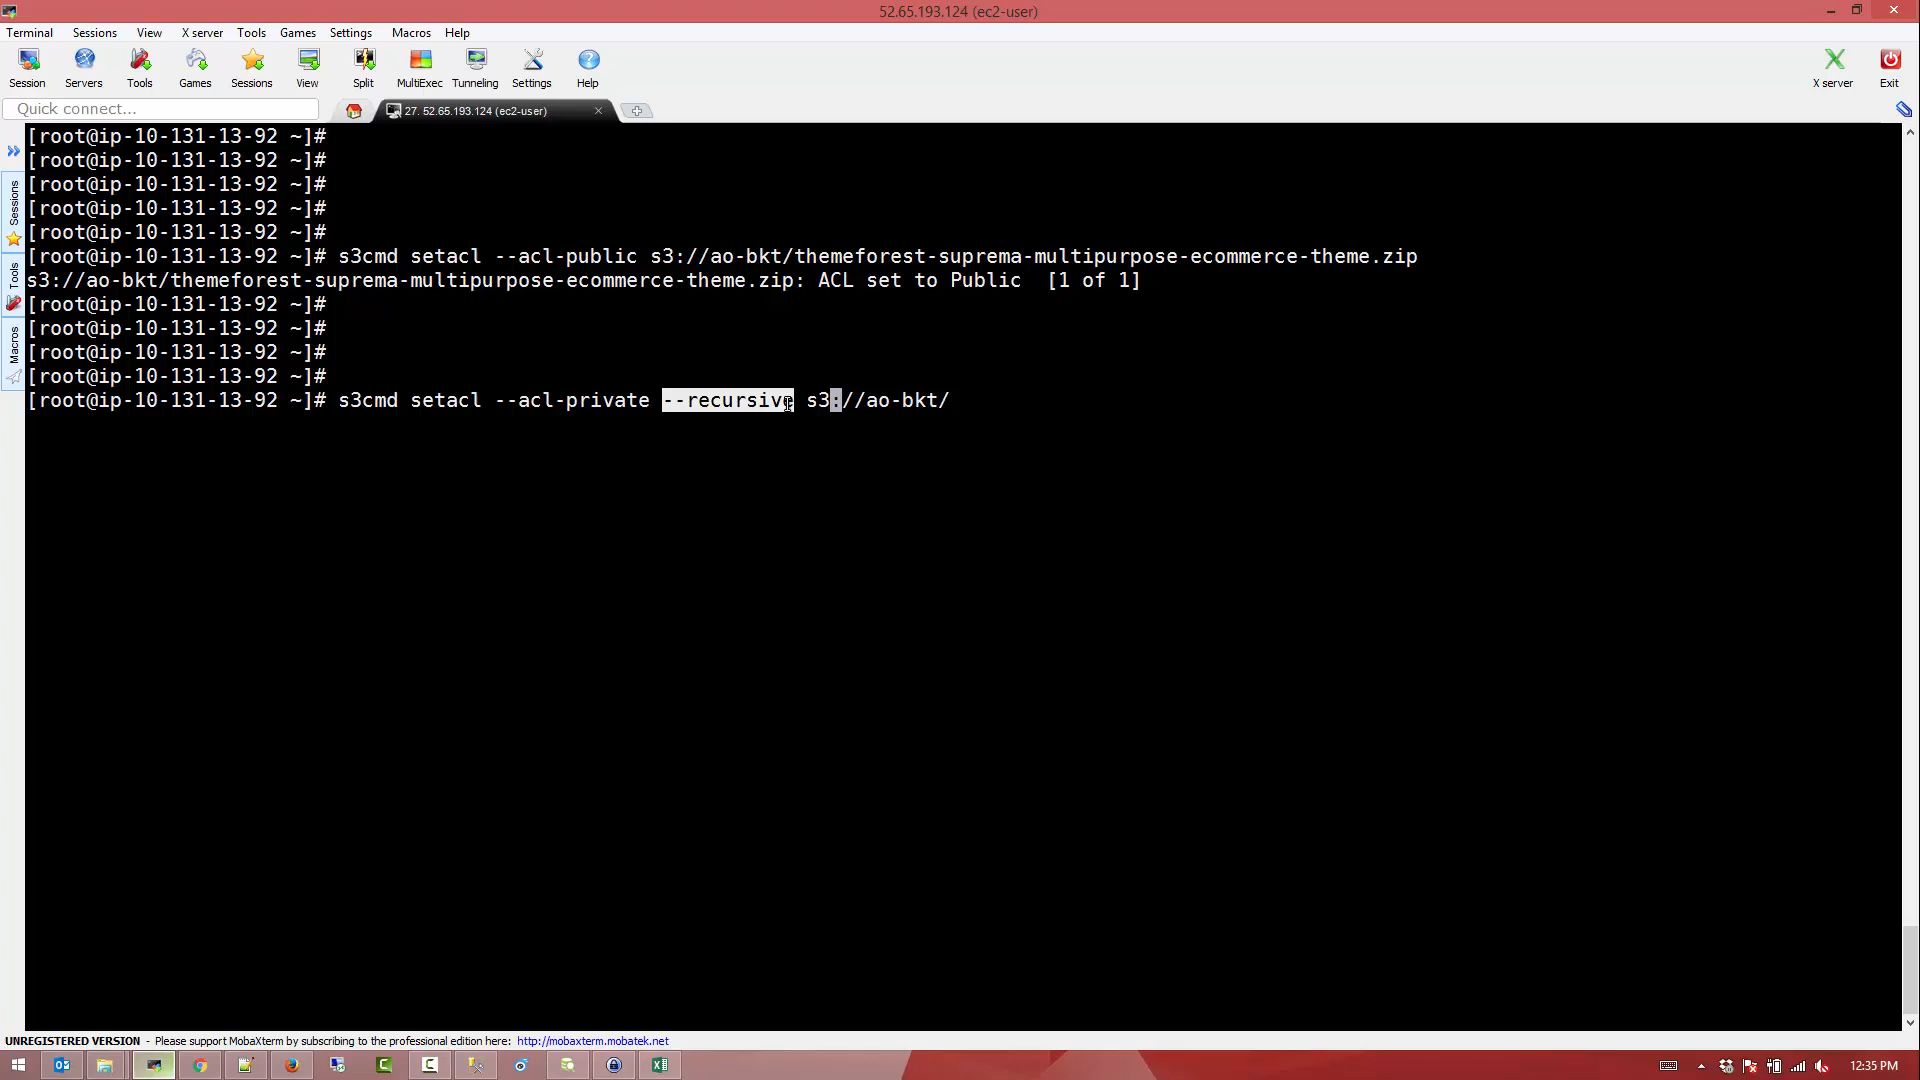 52.65.193.124 (ec2-user)
Terminal Sessions View X server Tools Games Settings Macros Help
Session Servers Tools Games Sessions View Split MultiExec Tunneling Settings Help X server Exit
Quick connect... 27. 52.65.193.124 (ec2-user)
[root@ip-10-131-13-92 ~]#
[root@ip-10-131-13-92 ~]#
[root@ip-10-131-13-92 ~]#
[root@ip-10-131-13-92 ~]#
[root@ip-10-131-13-92 ~]#
[root@ip-10-131-13-92 ~]# s3cmd setacl --acl-public s3://ao-bkt/themeforest-suprema-multipurpose-ecommerce-theme.zip
s3://ao-bkt/themeforest-suprema-multipurpose-ecommerce-theme.zip: ACL set to Public  [1 of 1]
[root@ip-10-131-13-92 ~]#
[root@ip-10-131-13-92 ~]#
[root@ip-10-131-13-92 ~]#
[root@ip-10-131-13-92 ~]#
[root@ip-10-131-13-92 ~]# s3cmd setacl --acl-private --recursive s3://ao-bkt/
Sessions
Tools
Macros
UNREGISTERED VERSION - Please support MobaXterm by subscribing to the professional edition here: http://mobaxterm.mobatek.net
12:35 PM